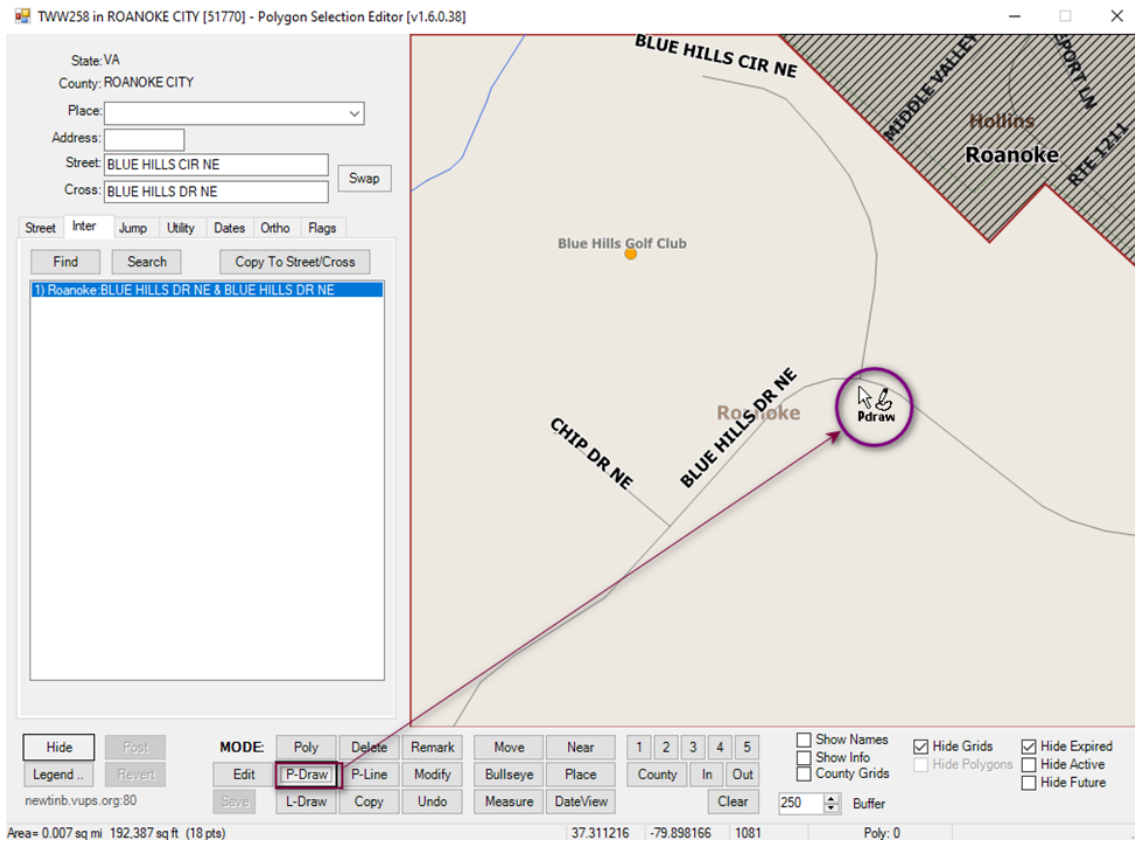 TWW258 in ROANOKE CITY [51770] - Polygon Selection Editor [v1.6.0.38]
State: VA
County: ROANOKE CITY
Place:
Address:
Street: BLUE HILLS CIR NE
Cross: BLUE HILLS DR NE
Swap
Street Inter Jump Utility Dates Ortho Flags
Find Search Copy To Street/Cross
1) Roanoke:BLUE HILLS DR NE & BLUE HILLS DR NE
BLUE HILLS CIR NE
MIDDLE VALLEY
EPORT LN
Hollins
Roanoke
RTE 1211
Blue Hills Golf Club
Roanoke
BLUE HILLS DR NE
CHIP DR NE
Pdraw
Hide Post MODE: Poly Delete Remark Move Near 1 2 3 4 5 Show Names Hide Grids Hide Expired
Show Info Hide Polygons Hide Active
Legend .. Revert Edit P-Draw P-Line Modify Bullseye Place County In Out County Grids Hide Future
newtinb.vups.org:80 Save L-Draw Copy Undo Measure DateView Clear 250 Buffer
Area= 0.007 sq mi 192,387 sq ft (18 pts) 37.311216 -79.898166 1081 Poly: 0